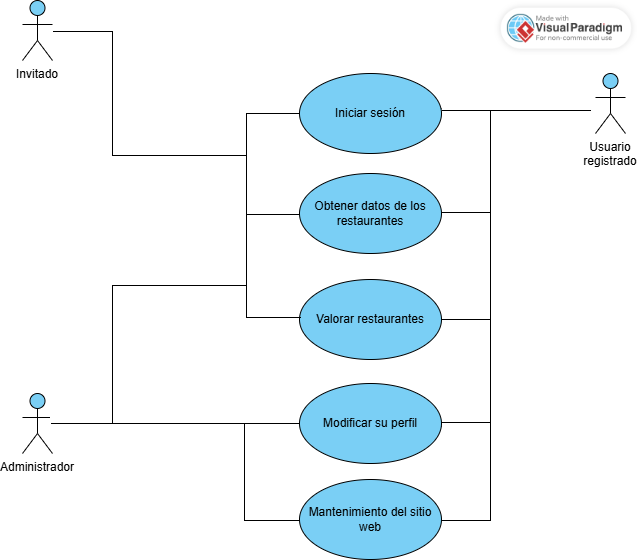 Made with
Visual Paradigm
For non-commercial use
Invitado
Iniciar sesión
Usuario
registrado
Obtener datos de los
restaurantes
Valorar restaurantes
Modificar su perfil
Administrador
Mantenimiento del sitio
web